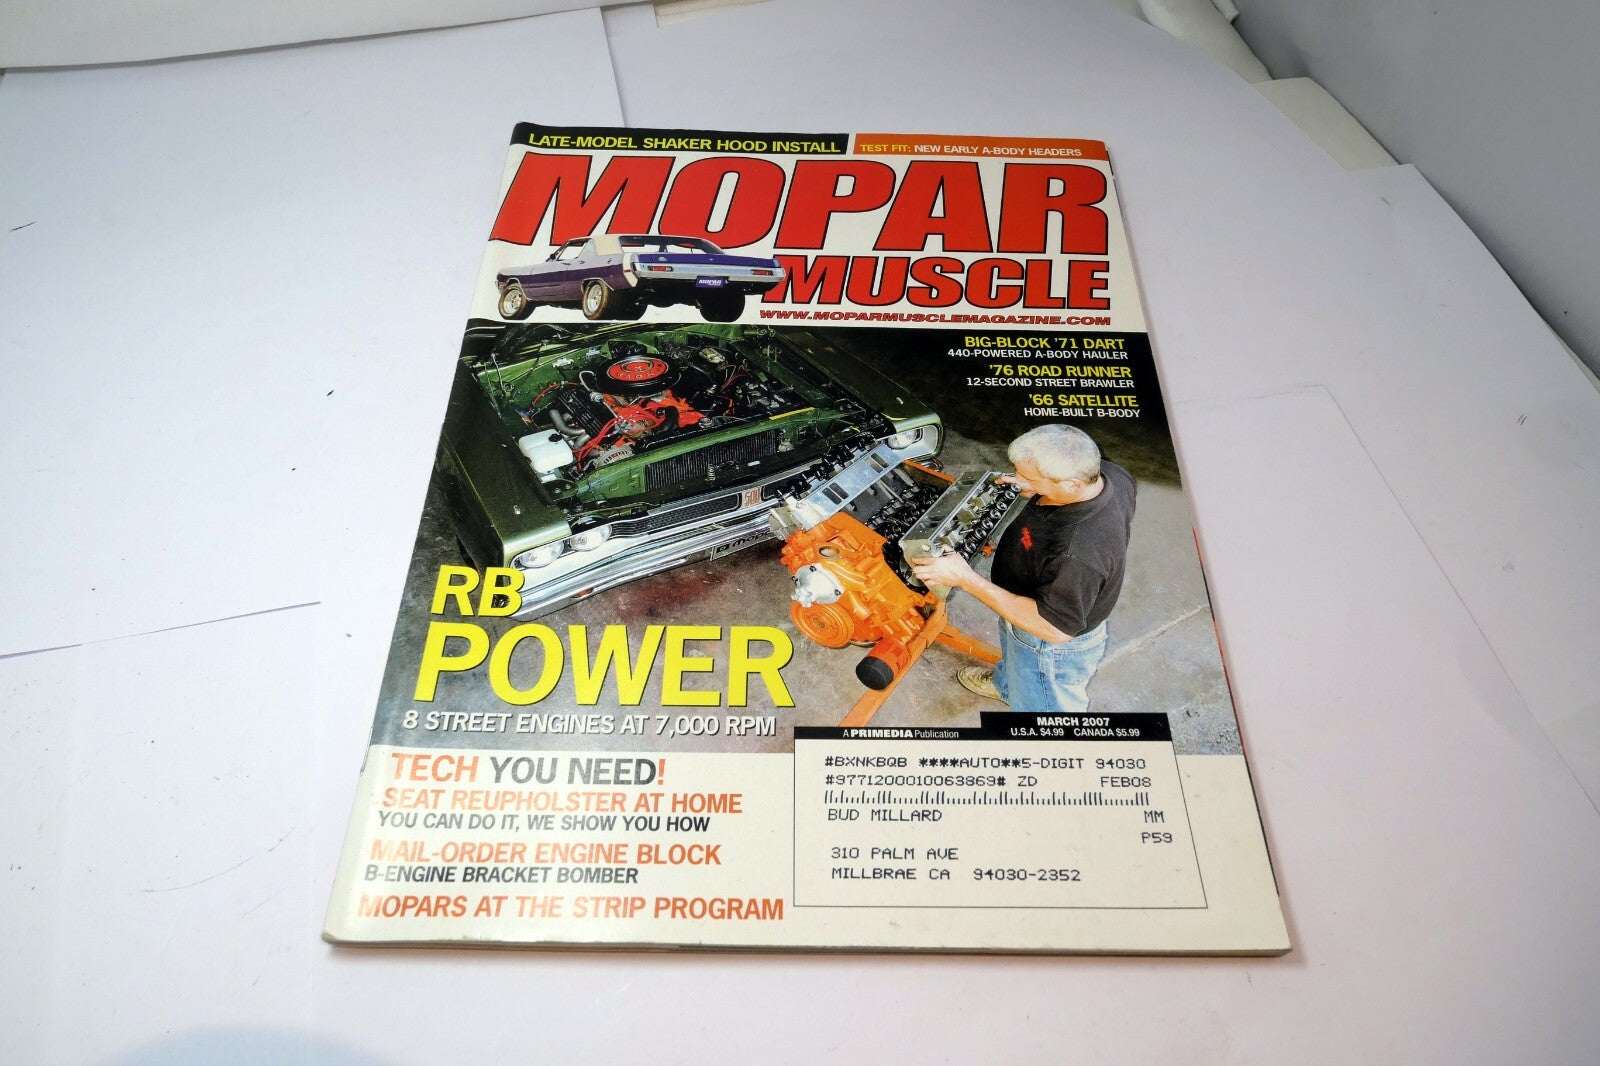 LATE-MODEL SHAKER HOOD INSTALL
TEST FIT: NEW EARLY A-BODY HEADERS
MOPAR
MUSCLE
MOPAR
WWW.MOPARMUSCLEMAGAZINE.COM
BIG-BLOCK '71 DART
440-POWERED A-BODY HAULER
'76 ROAD RUNNER
12-SECOND STREET BRAWLER
'66 SATELLITE
HOME-BUILT B-BODY
500
RB
POWER
8 STREET ENGINES AT 7,000 RPM
MARCH 2007
A PRIMEDIA Publication
U.S.A. $4.99 CANADA $5.99
TECH YOU NEED!
SEAT REUPHOLSTER AT HOME
YOU CAN DO IT, WE SHOW YOU HOW
MAIL-ORDER ENGINE BLOCK
B-ENGINE BRACKET BOMBER
MOPARS AT THE STRIP PROGRAM
#BXNKBQB ****AUTO**5-DIGIT 94030
#9771200010063869# ZD FEB08
BUD MILLARD MM
P59
310 PALM AVE
MILLBRAE CA 94030-2352